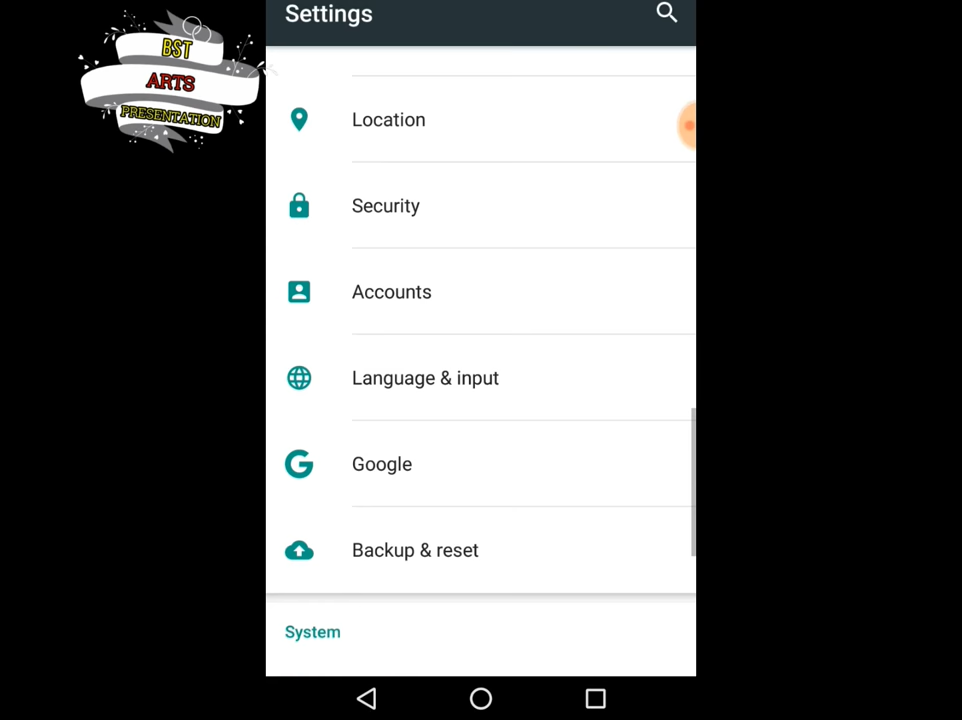 BST
ARTS
PRESENTATION
Settings
Location
Security
Accounts
Language & input
Google
Backup & reset
System